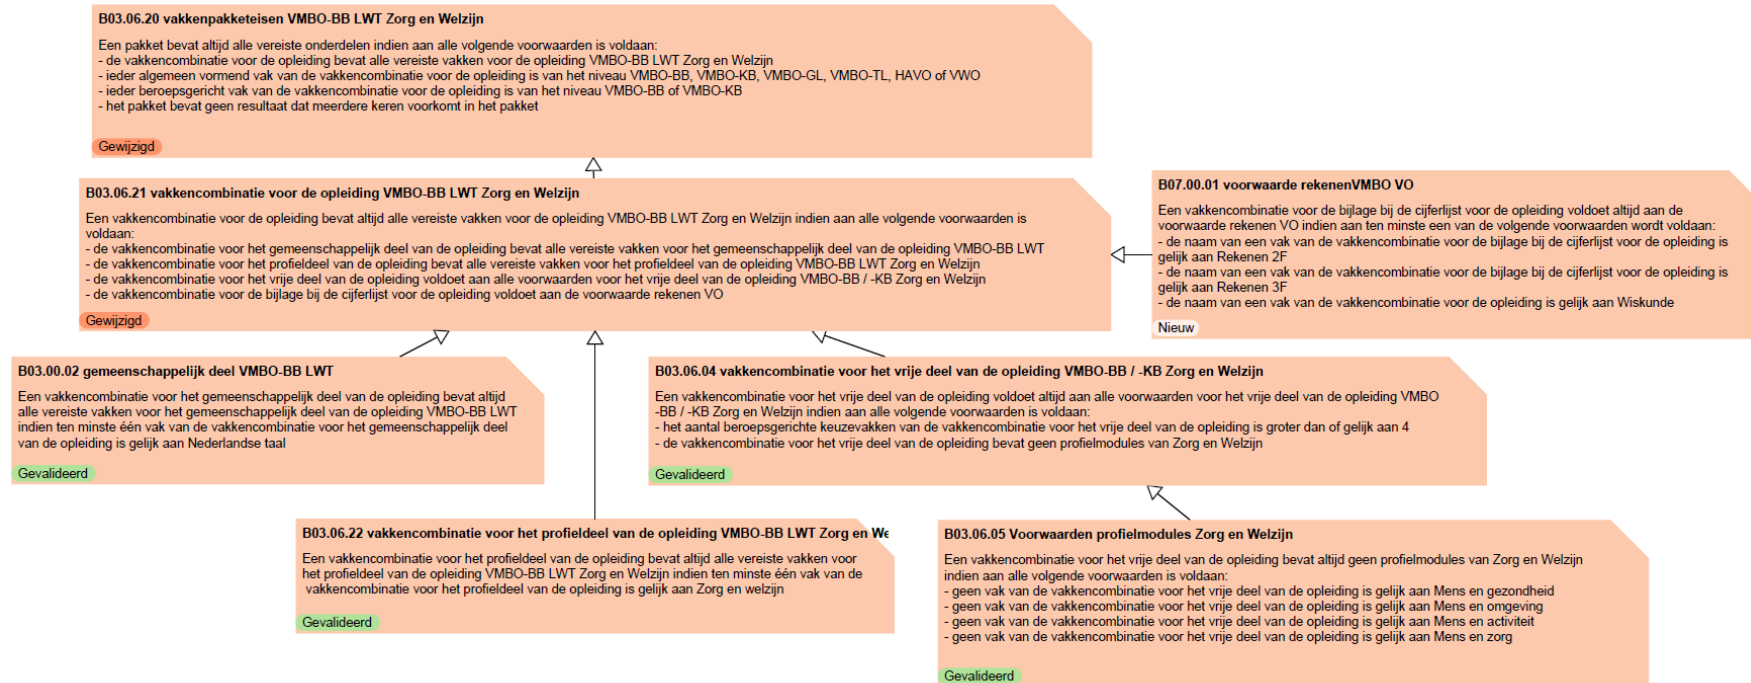 B03.06.20 vakkenpakketeisen VMBO-BB LWT Zorg en Welzijn
Een pakket bevat altijd alle vereiste onderdelen indien aan alle volgende voorwaarden is voldaan:
- de vakkencombinatie voor de opleiding bevat alle vereiste vakken voor de opleiding VMBO-BB LWT Zorg en Welzijn
- ieder algemeen vormend vak van de vakkencombinatie voor de opleiding is van het niveau VMBO-BB, VMBO-KB, VMBO-GL, VMBO-TL, HAVO of VWO
- ieder beroepsgericht vak van de vakkencombinatie voor de opleiding is van het niveau VMBO-BB of VMBO-KB
- het pakket bevat geen resultaat dat meerdere keren voorkomt in het pakket
Gewijzigd
B03.06.21 vakkencombinatie voor de opleiding VMBO-BB LWT Zorg en Welzijn
Een vakkencombinatie voor de opleiding bevat altijd alle vereiste vakken voor de opleiding VMBO-BB LWT Zorg en Welzijn indien aan alle volgende voorwaarden is
voldaan:
- de vakkencombinatie voor het gemeenschappelijk deel van de opleiding bevat alle vereiste vakken voor het gemeenschappelijk deel van de opleiding VMBO-BB LWT
- de vakkencombinatie voor het profieldeel van de opleiding bevat alle vereiste vakken voor het profieldeel van de opleiding VMBO-BB LWT Zorg en Welzijn
- de vakkencombinatie voor het vrije deel van de opleiding voldoet aan alle voorwaarden voor het vrije deel van de opleiding VMBO-BB / -KB Zorg en Welzijn
- de vakkencombinatie voor de bijlage bij de cijferlijst voor de opleiding voldoet aan de voorwaarde rekenen VO
Gewijzigd
B07.00.01 voorwaarde rekenenVMBO VO
Een vakkencombinatie voor de bijlage bij de cijferlijst voor de opleiding voldoet altijd aan de
voorwaarde rekenen VO indien aan ten minste een van de volgende voorwaarden wordt voldaan:
- de naam van een vak van de vakkencombinatie voor de bijlage bij de cijferlijst voor de opleiding is
gelijk aan Rekenen 2F
- de naam van een vak van de vakkencombinatie voor de bijlage bij de cijferlijst voor de opleiding is
gelijk aan Rekenen 3F
- de naam van een vak van de vakkencombinatie voor de opleiding is gelijk aan Wiskunde
Nieuw
B03.00.02 gemeenschappelijk deel VMBO-BB LWT
Een vakkencombinatie voor het gemeenschappelijk deel van de opleiding bevat altijd
alle vereiste vakken voor het gemeenschappelijk deel van de opleiding VMBO-BB LWT
indien ten minste één vak van de vakkencombinatie voor het gemeenschappelijk deel
van de opleiding is gelijk aan Nederlandse taal
Gevalideerd
B03.06.04 vakkencombinatie voor het vrije deel van de opleiding VMBO-BB / -KB Zorg en Welzijn
Een vakkencombinatie voor het vrije deel van de opleiding voldoet altijd aan alle voorwaarden voor het vrije deel van de opleiding VMBO
-BB / -KB Zorg en Welzijn indien aan alle volgende voorwaarden is voldaan:
- het aantal beroepsgerichte keuzevakken van de vakkencombinatie voor het vrije deel van de opleiding is groter dan of gelijk aan 4
- de vakkencombinatie voor het vrije deel van de opleiding bevat geen profielmodules van Zorg en Welzijn
Gevalideerd
B03.06.22 vakkencombinatie voor het profieldeel van de opleiding VMBO-BB LWT Zorg en We
Een vakkencombinatie voor het profieldeel van de opleiding bevat altijd alle vereiste vakken voor
het profieldeel van de opleiding VMBO-BB LWT Zorg en Welzijn indien ten minste één vak van de
vakkencombinatie voor het profieldeel van de opleiding is gelijk aan Zorg en welzijn
Gevalideerd
B03.06.05 Voorwaarden profielmodules Zorg en Welzijn
Een vakkencombinatie voor het vrije deel van de opleiding bevat altijd geen profielmodules van Zorg en Welzijn
indien aan alle volgende voorwaarden is voldaan:
- geen vak van de vakkencombinatie voor het vrije deel van de opleiding is gelijk aan Mens en gezondheid
- geen vak van de vakkencombinatie voor het vrije deel van de opleiding is gelijk aan Mens en omgeving
- geen vak van de vakkencombinatie voor het vrije deel van de opleiding is gelijk aan Mens en activiteit
- geen vak van de vakkencombinatie voor het vrije deel van de opleiding is gelijk aan Mens en zorg
Gevalideerd